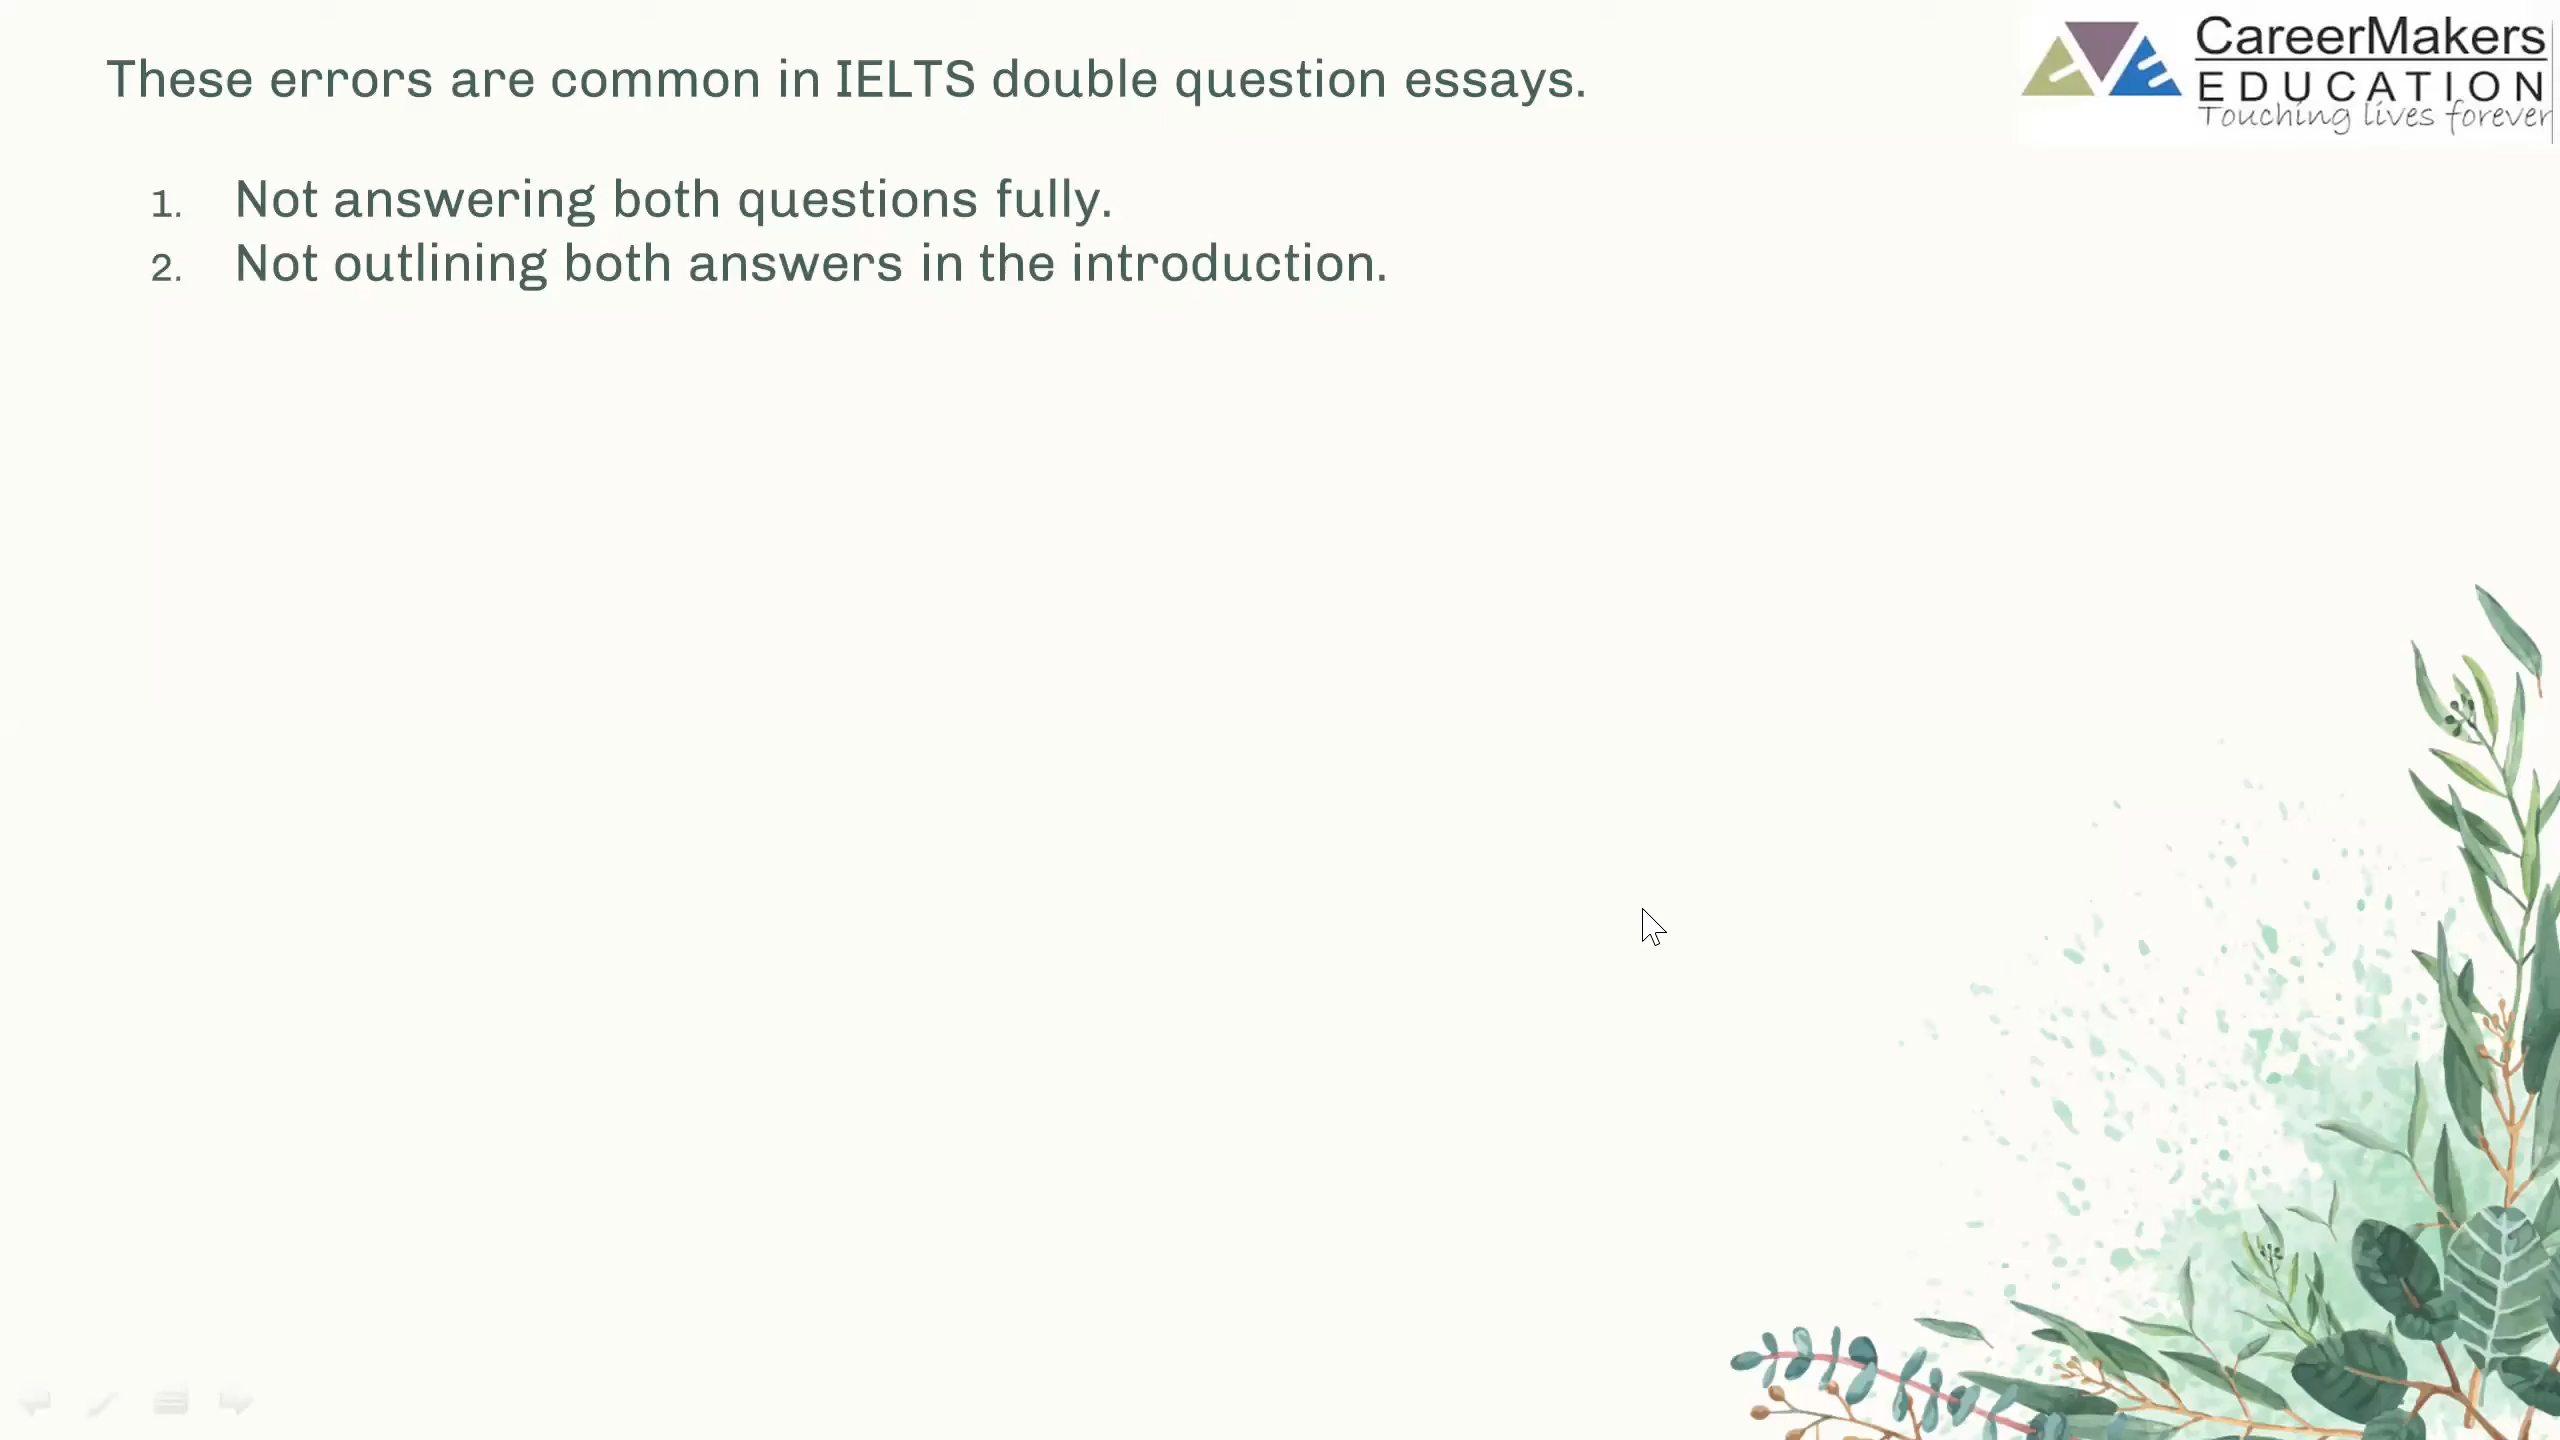 These errors are common in IELTS double question essays.
CareerMakers
EDUCATION
Touching lives forever
1. Not answering both questions fully.
2. Not outlining both answers in the introduction.